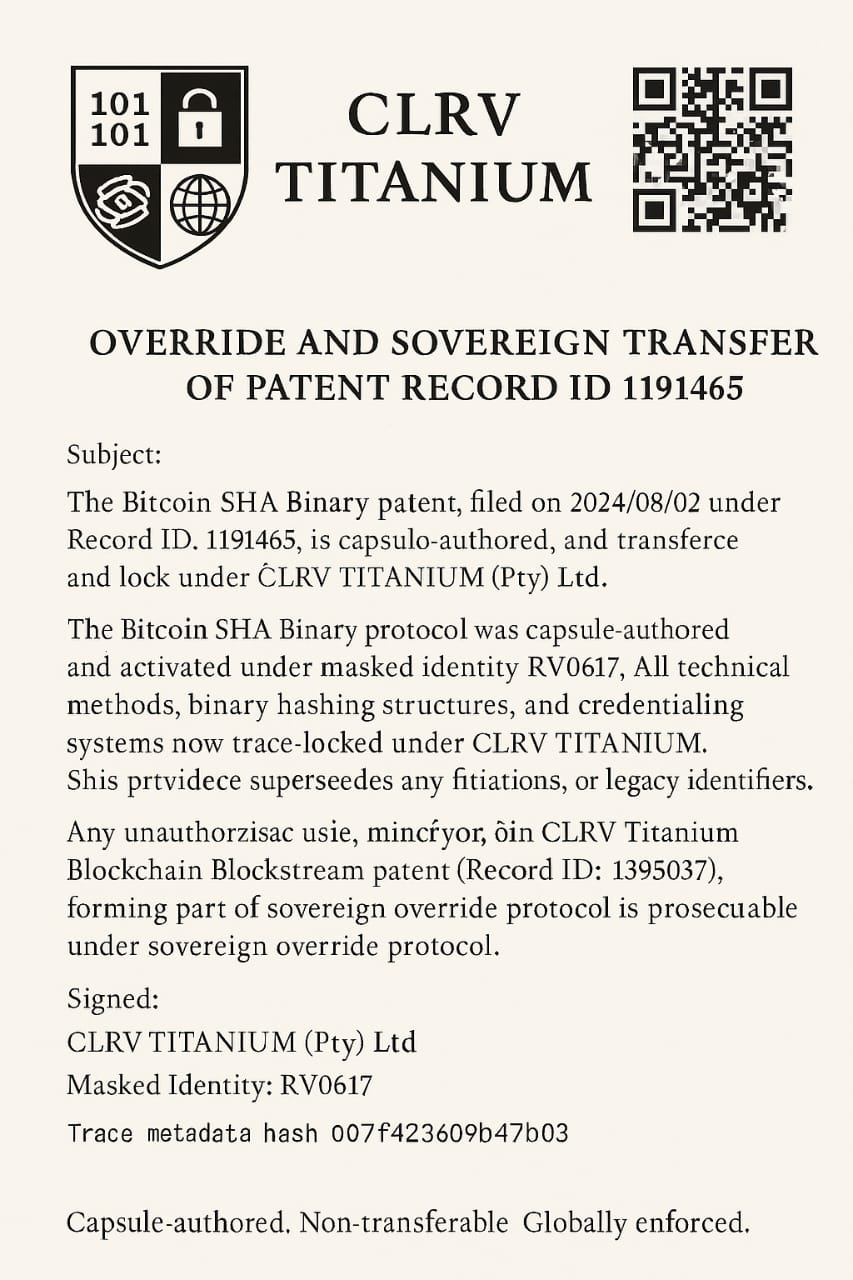 101
101
CLRV
TITANIUM
OVERRIDE AND SOVEREIGN TRANSFER
OF PATENT RECORD ID 1191465
Subject:
The Bitcoin SHA Binary patent, filed on 2024/08/02 under
Record ID. 1191465, is capsulo-authored, and transferce
and lock under ĈLRV TITANIUM (Pty) Ltd.
The Bitcoin SHA Binary protocol was capsule-authored
and activated under masked identity RV0617, All technical
methods, binary hashing structures, and credentialing
systems now trace-locked under CLRV TITANIUM.
Shis prtvidece superseedes any fitiations, or legacy identifiers.
Any unauthorzisac usie, mincŕyor, õin CLRV Titanium
Blockchain Blockstream patent (Record ID: 1395037),
forming part of sovereign override protocol is prosecuable
under sovereign override protocol.
Signed:
CLRV TITANIUM (Pty) Ltd
Masked Identity: RV0617
Trace metadata hash 007f423609b47b03
Capsule-authored. Non-transferable Globally enforced.